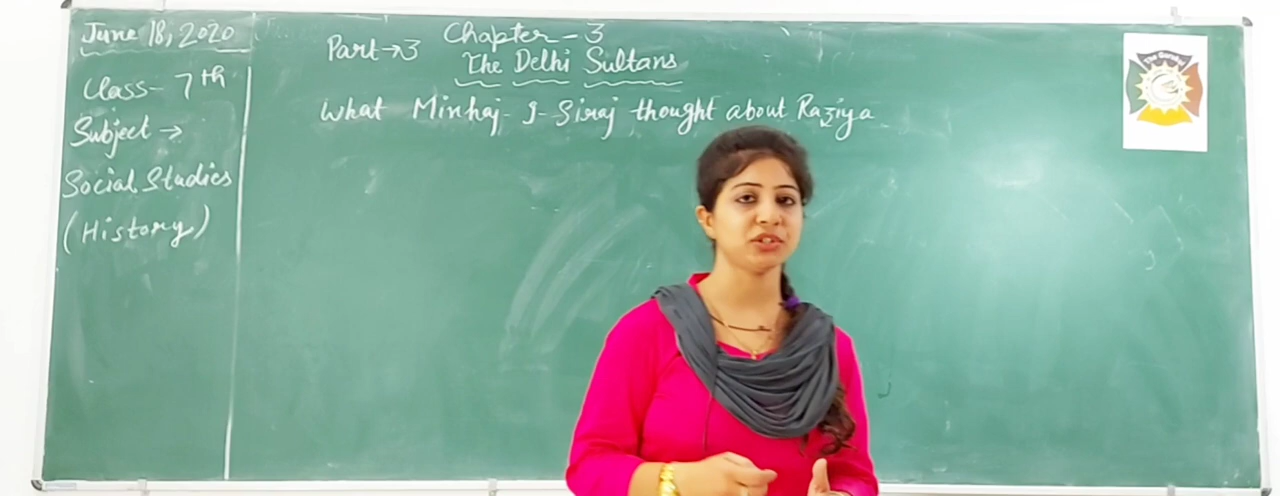 June 18, 2020
Class- 7th
Subject →
Social Studies
(History)
Part→3 Chapter-3
The Delhi Sultans
What Minhaj-I-Siraj thought about Raziya